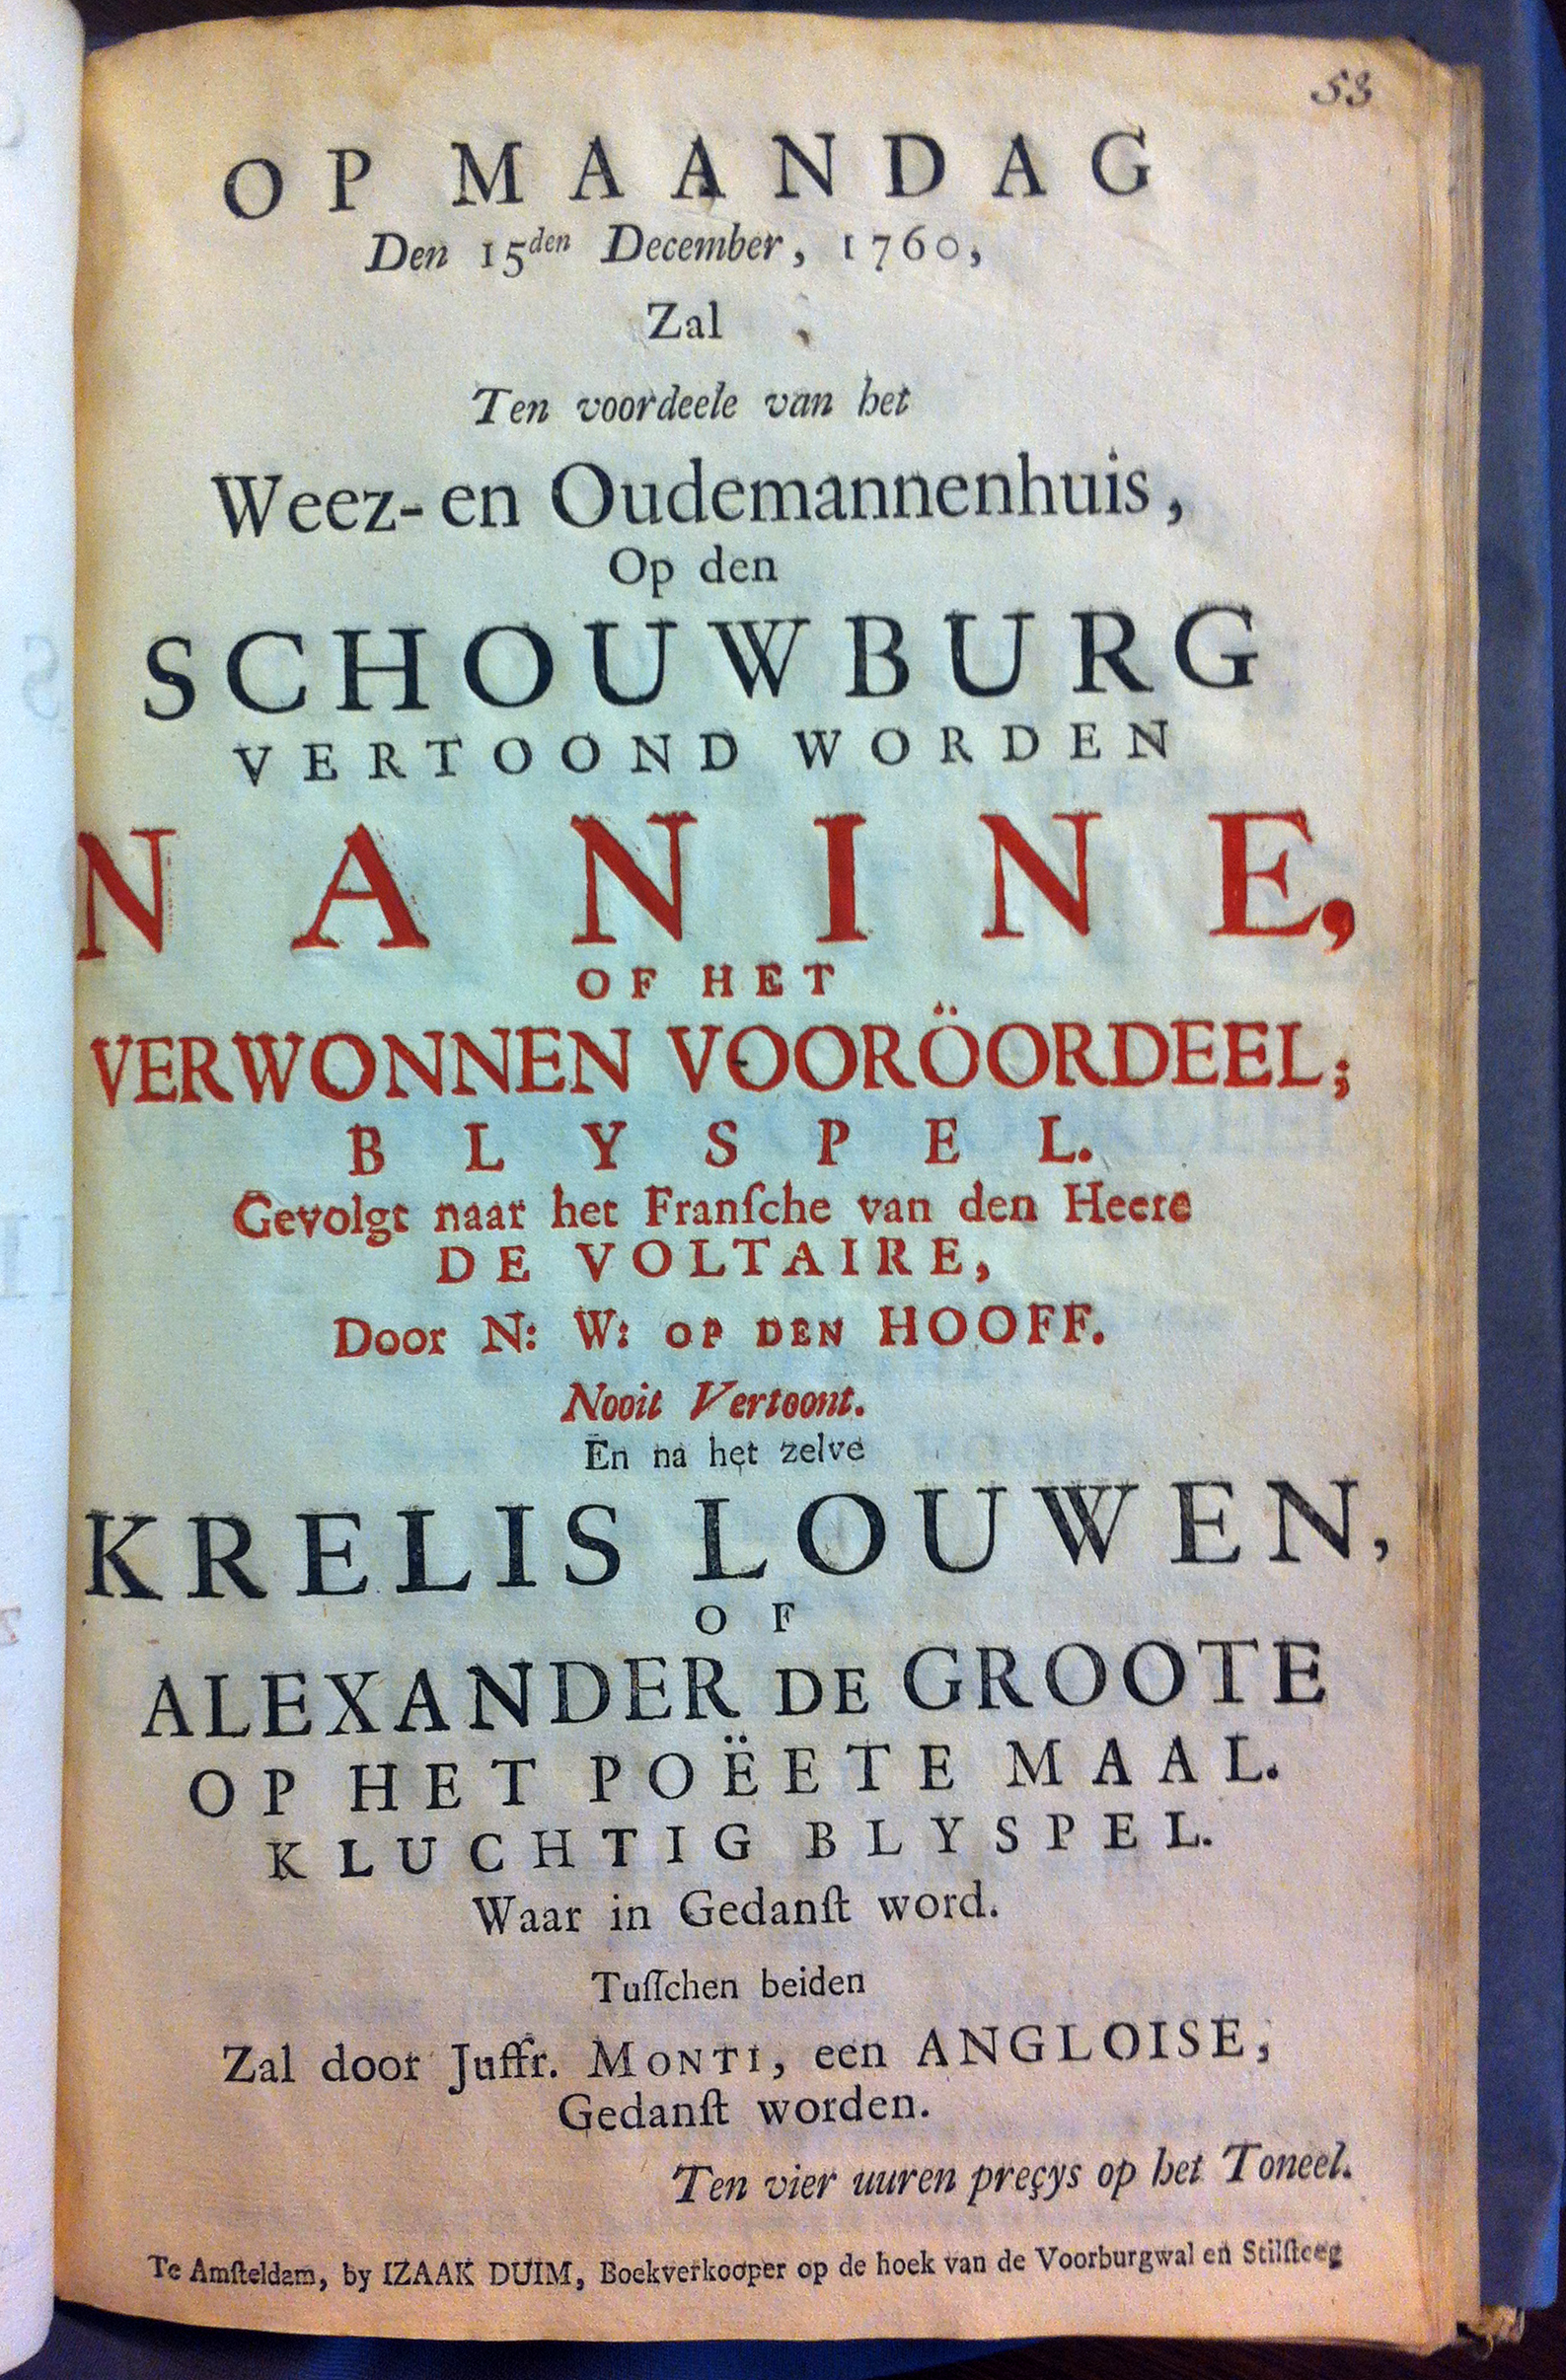 53
OP MAANDAG
Den 15den December, 1760,
Zal
Ten voordeele van het
Weez- en Oudemannenhuis,
Op den
SCHOUWBURG
VERTOOND WORDEN
NANINE,
OF HET
VERWONNEN VOORÖORDEEL;
BLYSPEL.
Gevolgt naar het Franſche van den Heere
DE VOLTAIRE,
Door N: W: OP DEN HOOFF.
Nooit Vertoont.
En na het zelve
KRELIS LOUWEN,
OF
ALEXANDER DE GROOTE
OP HET POËETE MAAL.
KLUCHTIG BLYSPEL.
Waar in Gedanſt word.
Tuſſchen beiden
Zal door Juffr. MONTI, een ANGLOISE,
Gedanſt worden.
Ten vier uuren preçys op het Toneel.
Te Amſteldam, by IZAAK DUIM, Boekverkooper op de hoek van de Voorburgwal en Stilſteeg